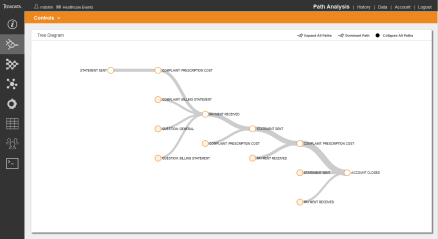 Teradata
Healthcare Events
Path Analysis | History | Data | Account | Logout
Controls
Tree Diagram
Expand All Paths
Dominant Path
Collapse All Paths
STATEMENT SENT
COMPLAINT PRESCRIPTION COST
COMPLAINT BILLING STATEMENT
PAYMENT RECEIVED
QUESTION GENERAL
STATEMENT SENT
COMPLAINT PRESCRIPTION COST
COMPLAINT PRESCRIPTION COST
QUESTION BILLING STATEMENT
PAYMENT RECEIVED
STATEMENT SENT
ACCOUNT CLOSED
PAYMENT RECEIVED